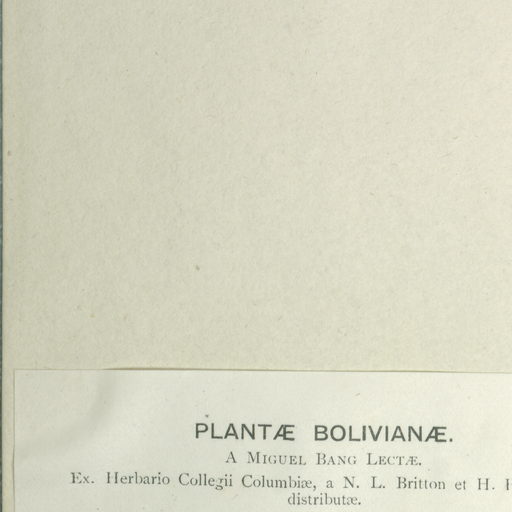 PLANTÆ BOLIVIANÆ.
A MIGUEL BANG LECTÆ.
Ex. Herbario Collegii Columbiæ, a N. L. Britton et H. H
distributæ.